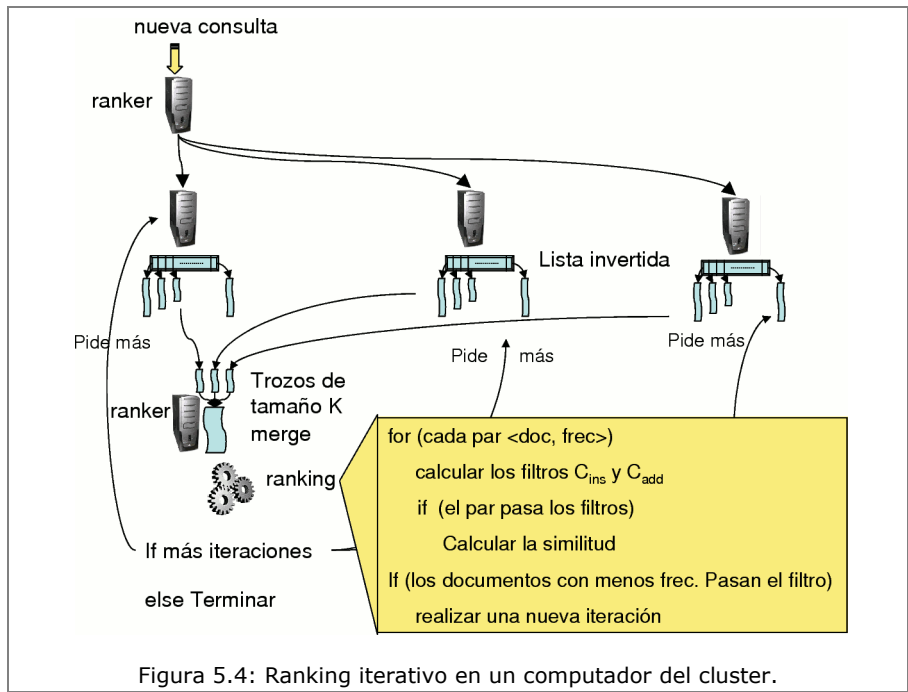 nueva consulta
ranker
Lista invertida
Pide más
Pide más
Pide más
Trozos de
tamaño K
merge
ranker
ranking
for (cada par <doc, frec>)
calcular los filtros Cins y Cadd
if (el par pasa los filtros)
Calcular la similitud
If (los documentos con menos frec. Pasan el filtro)
realizar una nueva iteración
If más iteraciones
else Terminar
Figura 5.4: Ranking iterativo en un computador del cluster.